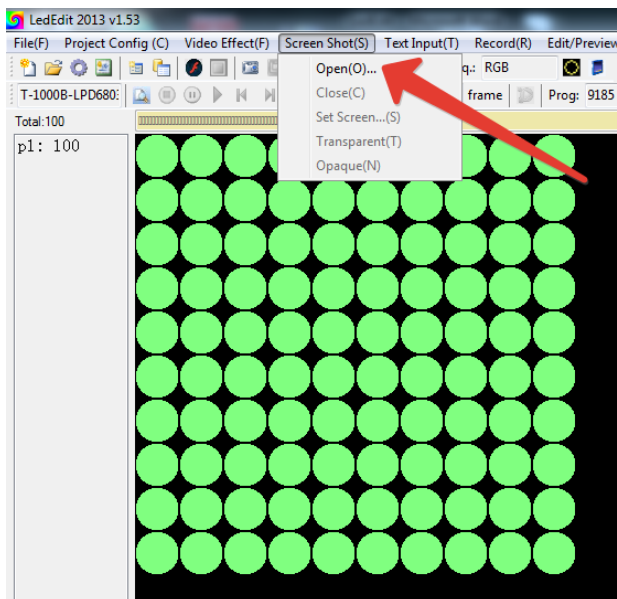 LedEdit 2013 v1.53
File(F) Project Config (C) Video Effect(F) Screen Shot(S) Text Input(T) Record(R) Edit/Preview
Open(O)...
q.: RGB
T-1000B-LPD680:
Close(C)
frame
Prog: 9185
Total:100
Set Screen...(S)
p1: 100
Transparent(T)
Opaque(N)